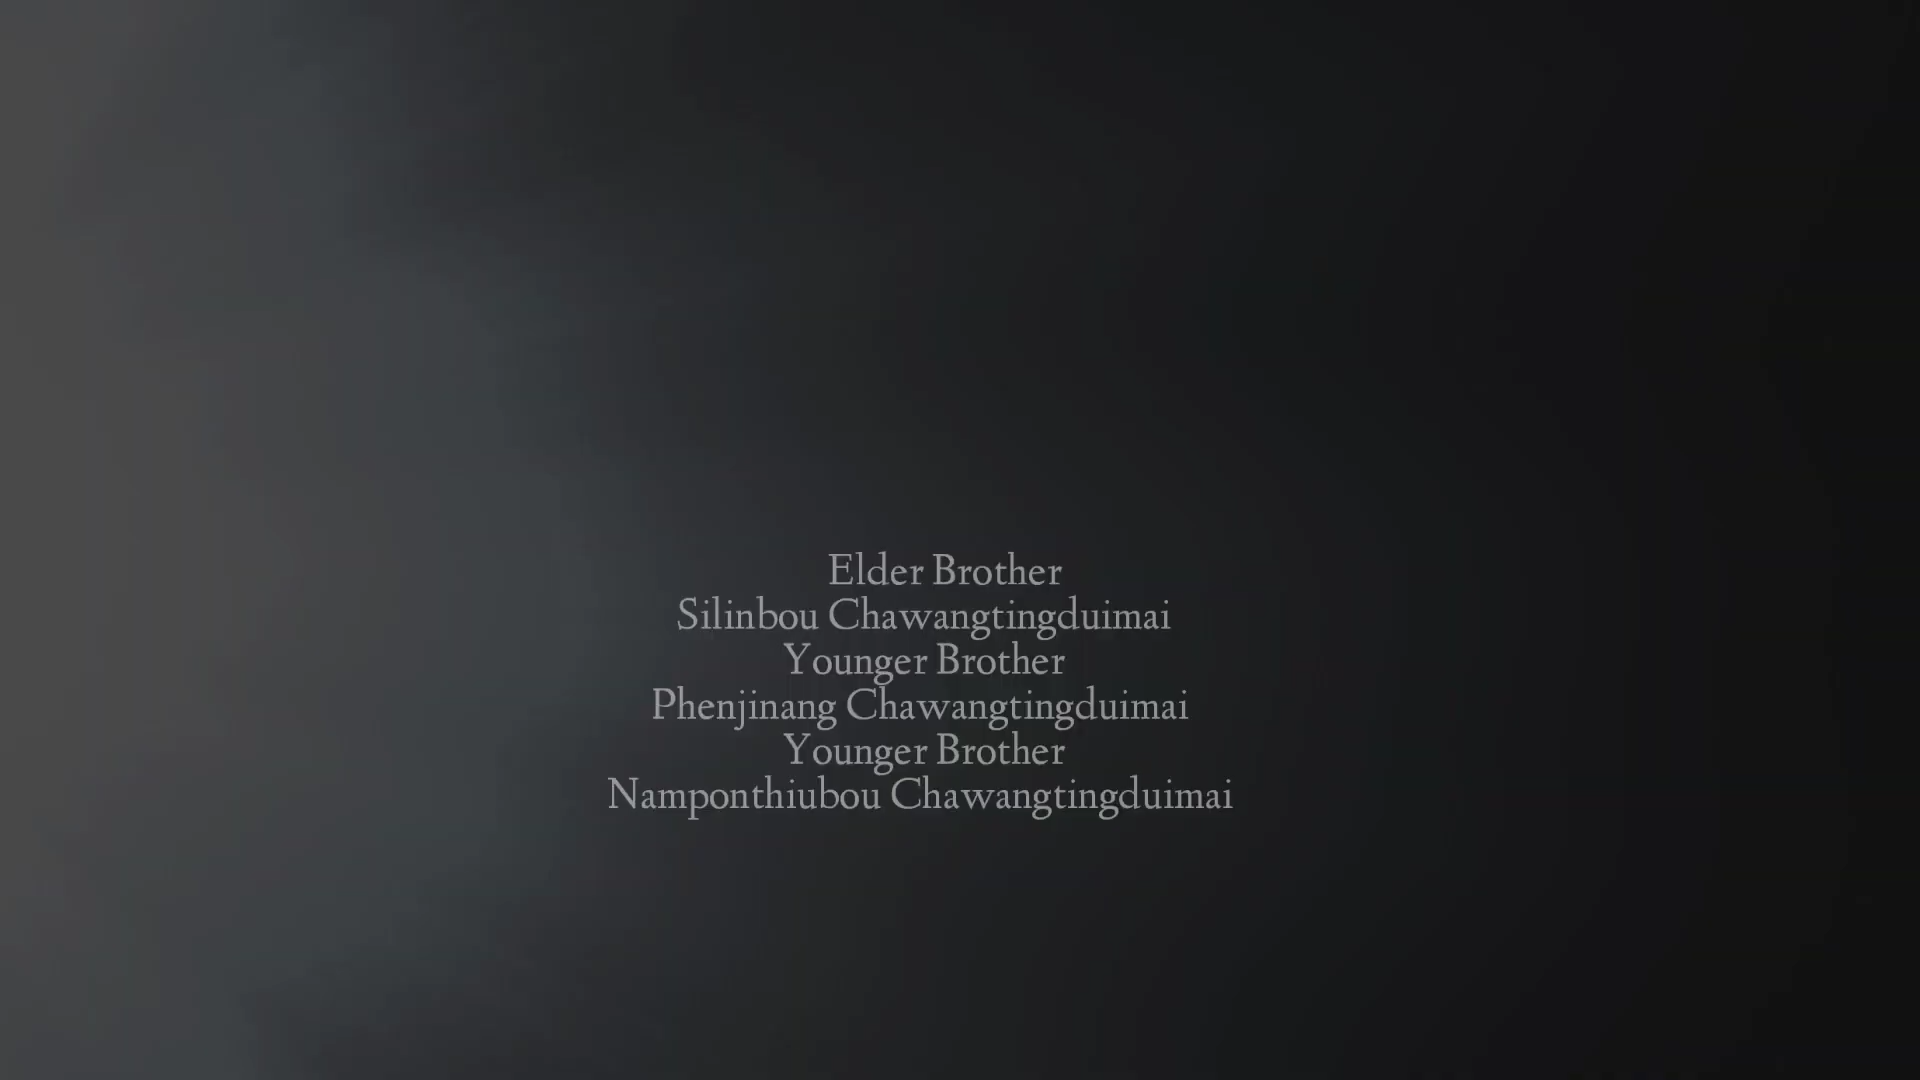 Elder Brother
Silinbou Chawangtingduimai
Younger Brother
Phenjinang Chawangtingduimai
Younger Brother
Namponthiubou Chawangtingduimai